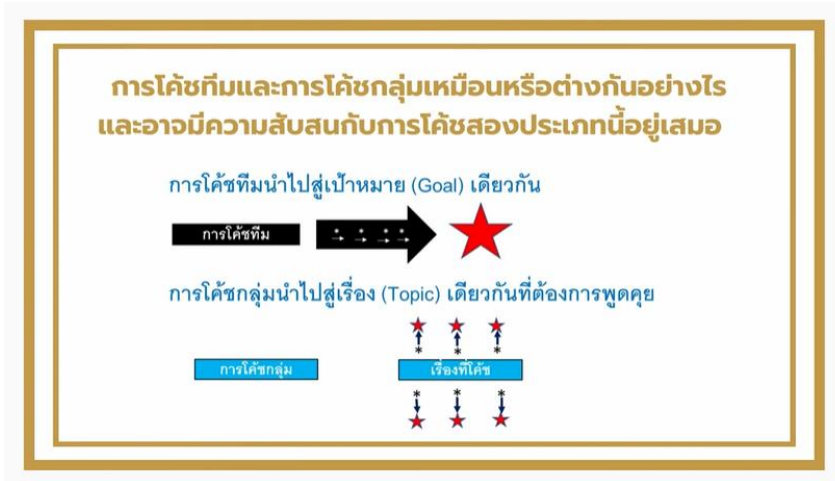 การโค้ชทีมและการโค้ชกลุ่มเหมือนหรือต่างกันอย่างไร
และอาจมีความสับสนกับการโค้ชสองประเภทนี้อยู่เสมอ
การโค้ชทีมนำไปสู่เป้าหมาย (Goal) เดียวกัน
การโค้ชทีม
การโค้ชกลุ่มนำไปสู่เรื่อง (Topic) เดียวกันที่ต้องการพูดคุย
การโค้ชกลุ่ม
เรื่องที่โค้ช